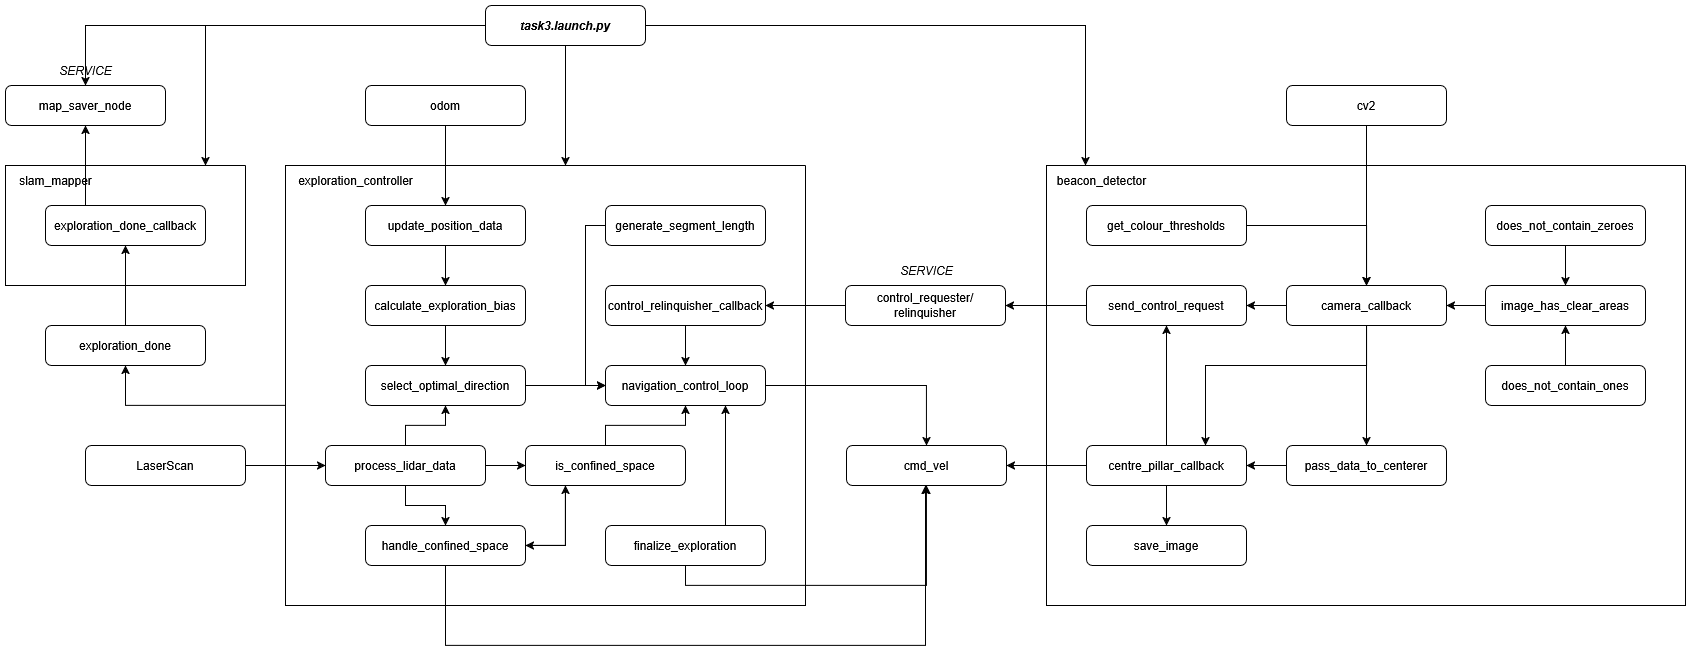 task3.launch.py
SERVICE
map_saver_node
odom
cv2
slam_mapper
exploration_controller
beacon_detector
exploration_done_callback
update_position_data
generate_segment_length
get_colour_thresholds
does_not_contain_zeroes
SERVICE
calculate_exploration_bias
control_relinquisher_callback
control_requester/
relinquisher
send_control_request
camera_callback
image_has_clear_areas
exploration_done
select_optimal_direction
navigation_control_loop
does_not_contain_ones
LaserScan
process_lidar_data
is_confined_space
cmd_vel
centre_pillar_callback
pass_data_to_centerer
handle_confined_space
finalize_exploration
save_image